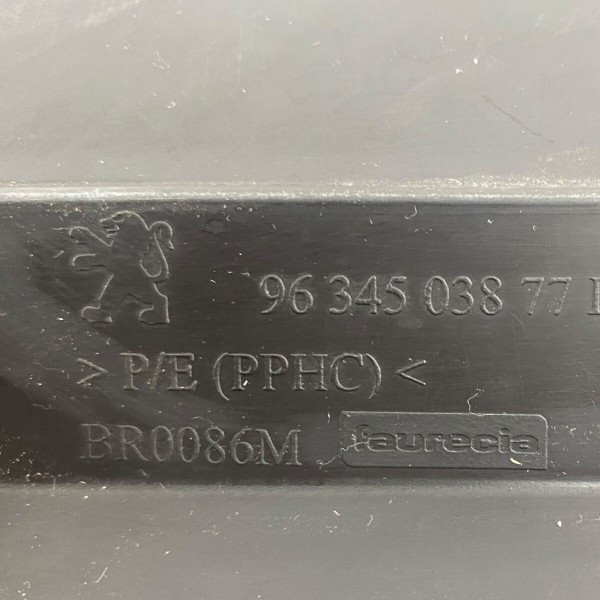 96 345 038 77
> P/E (PPHC) <
BR0086M faurecia